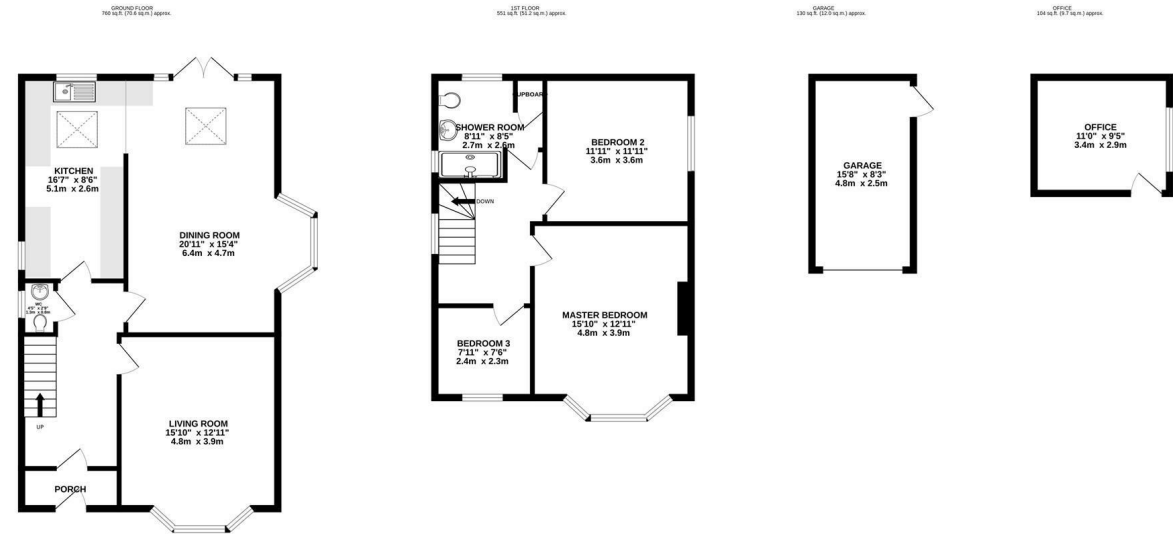 GROUND FLOOR
760 sq.ft. (70.6 sq.m.) approx.
1ST FLOOR
551 sq.ft. (51.2 sq.m.) approx.
GARAGE
130 sq.ft. (12.0 sq.m.) approx.
OFFICE
104 sq.ft. (9.7 sq.m.) approx.
KITCHEN
16'7" x 8'6"
5.1m x 2.6m
DINING ROOM
20'11" x 15'4"
6.4m x 4.7m
WC
UP
LIVING ROOM
15'10" x 12'11"
4.8m x 3.9m
PORCH
UPBOAR
SHOWER ROOM
8'11" x 8'5"
2.7m x 2.6m
BEDROOM 2
11'11" x 11'11"
3.6m x 3.6m
DOWN
MASTER BEDROOM
15'10" x 12'11"
4.8m x 3.9m
BEDROOM 3
7'11" x 7'6"
2.4m x 2.3m
GARAGE
15'8" x 8'3"
4.8m x 2.5m
OFFICE
11'0" x 9'5"
3.4m x 2.9m